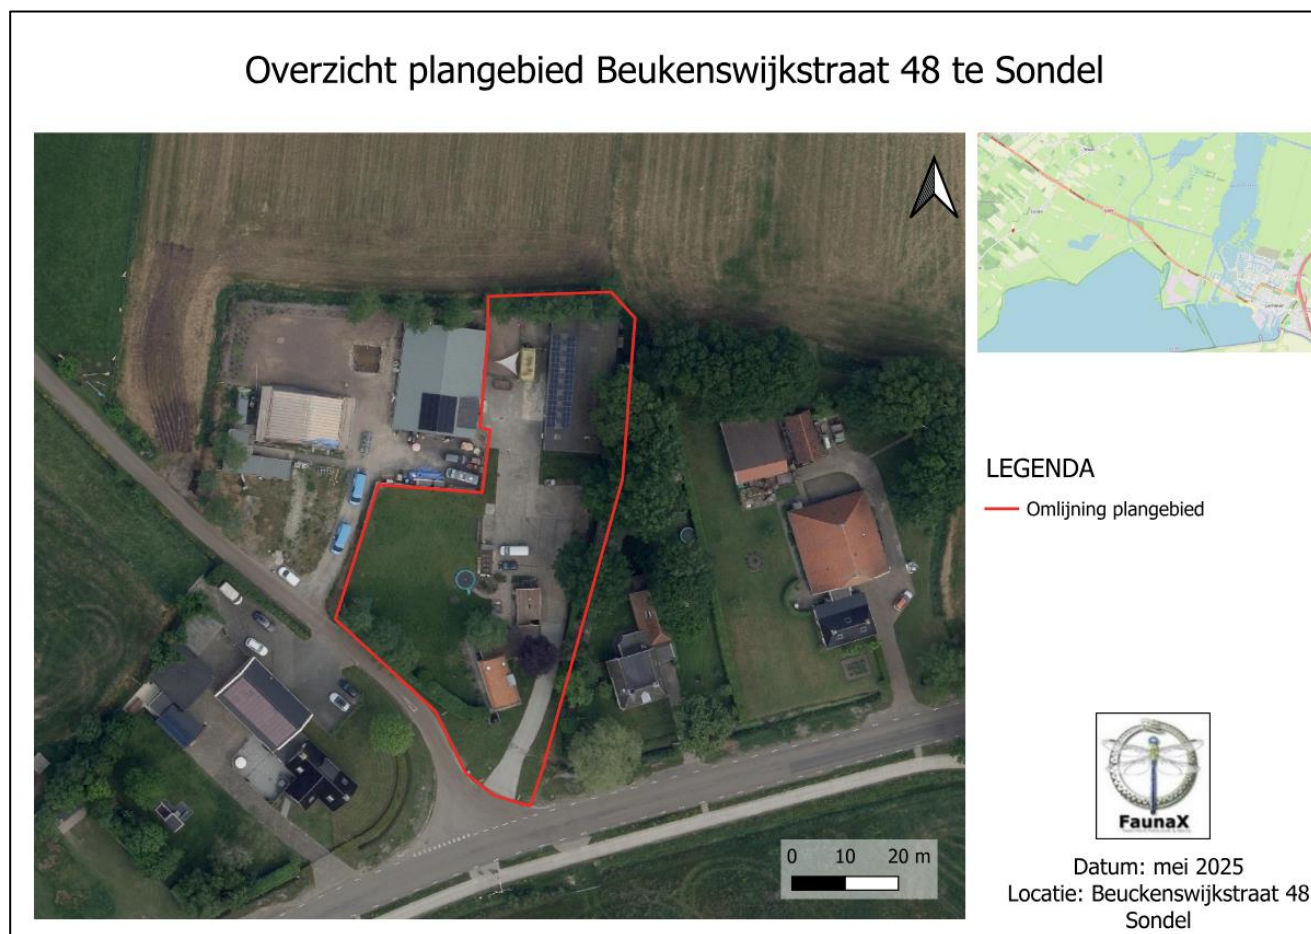 Overzicht plangebied Beukenswijkstraat 48 te Sondel
LEGENDA
Omlijning plangebied
0 10 20 m
FaunaX
Datum: mei 2025
Locatie: Beuckenswijkstraat 48
Sondel